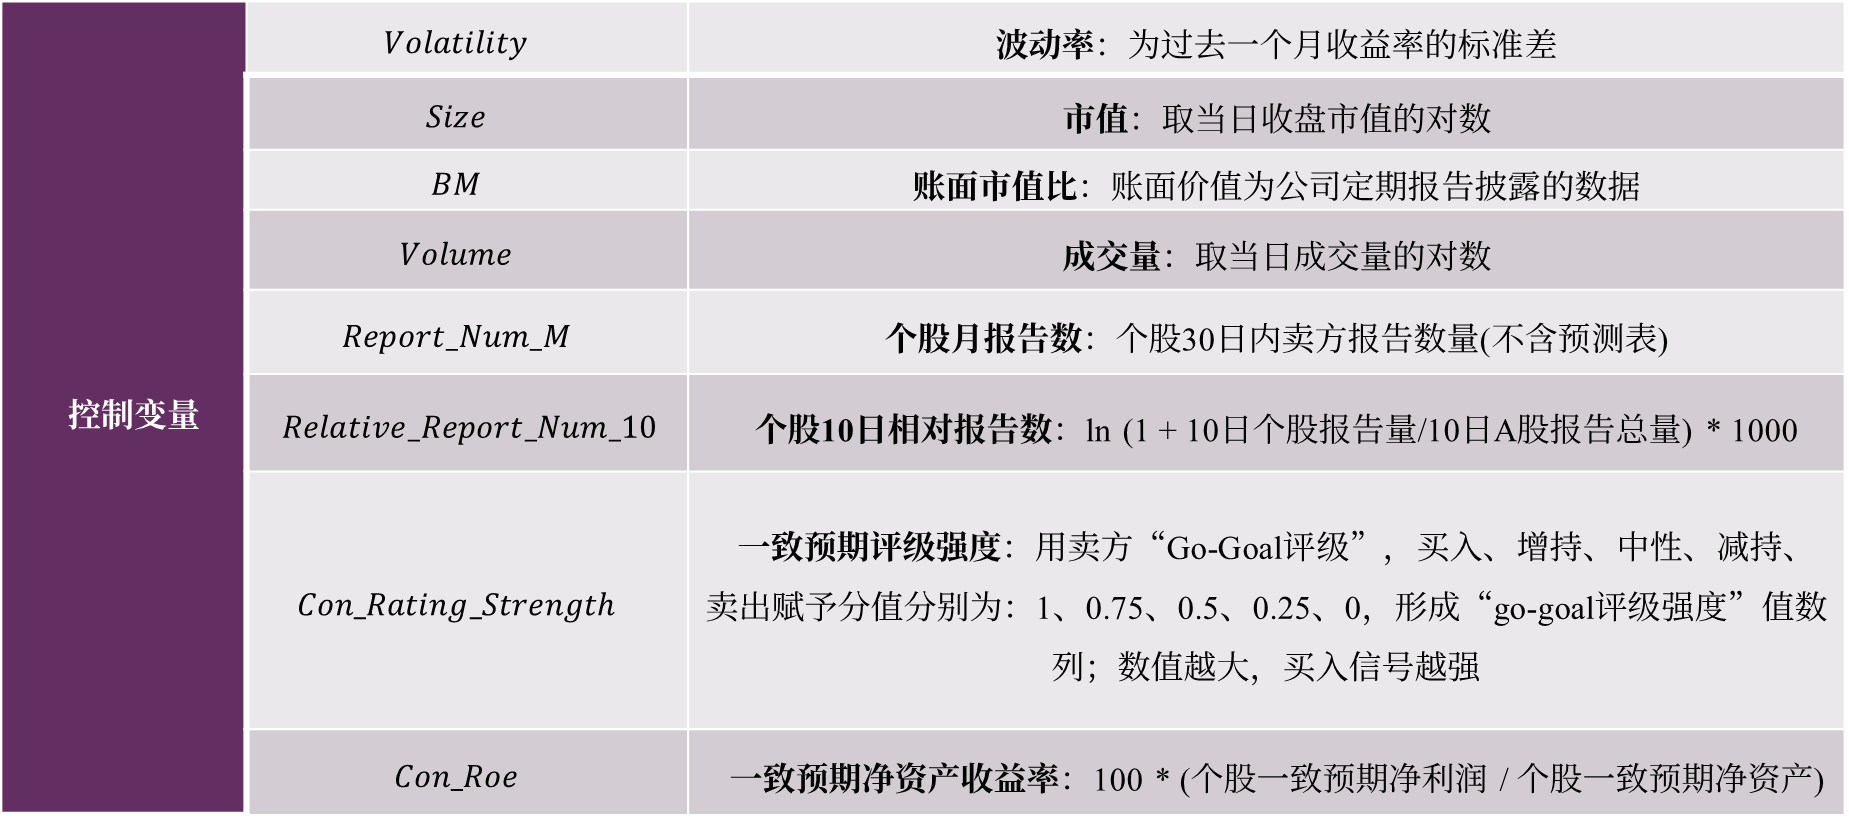 控制变量
Volatility
波动率：为过去一个月收益率的标准差
Size
市值：取当日收盘市值的对数
BM
账面市值比：账面价值为公司定期报告披露的数据
Volume
成交量：取当日成交量的对数
Report_Num_M
个股月报告数：个股30日内卖方报告数量(不含预测表)
Relative_Report_Num_10
个股10日相对报告数：ln (1 + 10日个股报告量/10日A股报告总量) * 1000
Con_Rating_Strength
一致预期评级强度：用卖方“Go-Goal评级”，买入、增持、中性、减持、
卖出赋予分值分别为：1、0.75、0.5、0.25、0，形成“go-goal评级强度”值数
列；数值越大，买入信号越强
Con_Roe
一致预期净资产收益率：100 * (个股一致预期净利润 / 个股一致预期净资产)